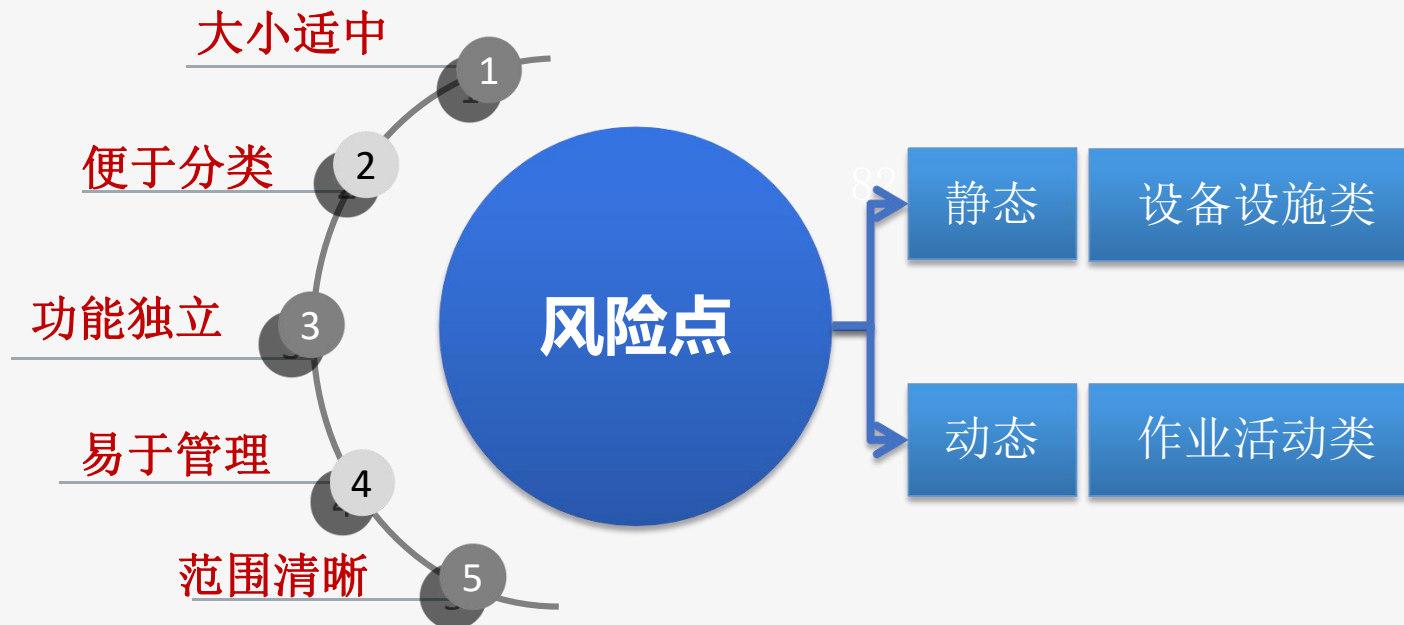 大小适中
1
便于分类
2
功能独立
3
易于管理
4
范围清晰
5
风险点
82
静态
设备设施类
动态
作业活动类